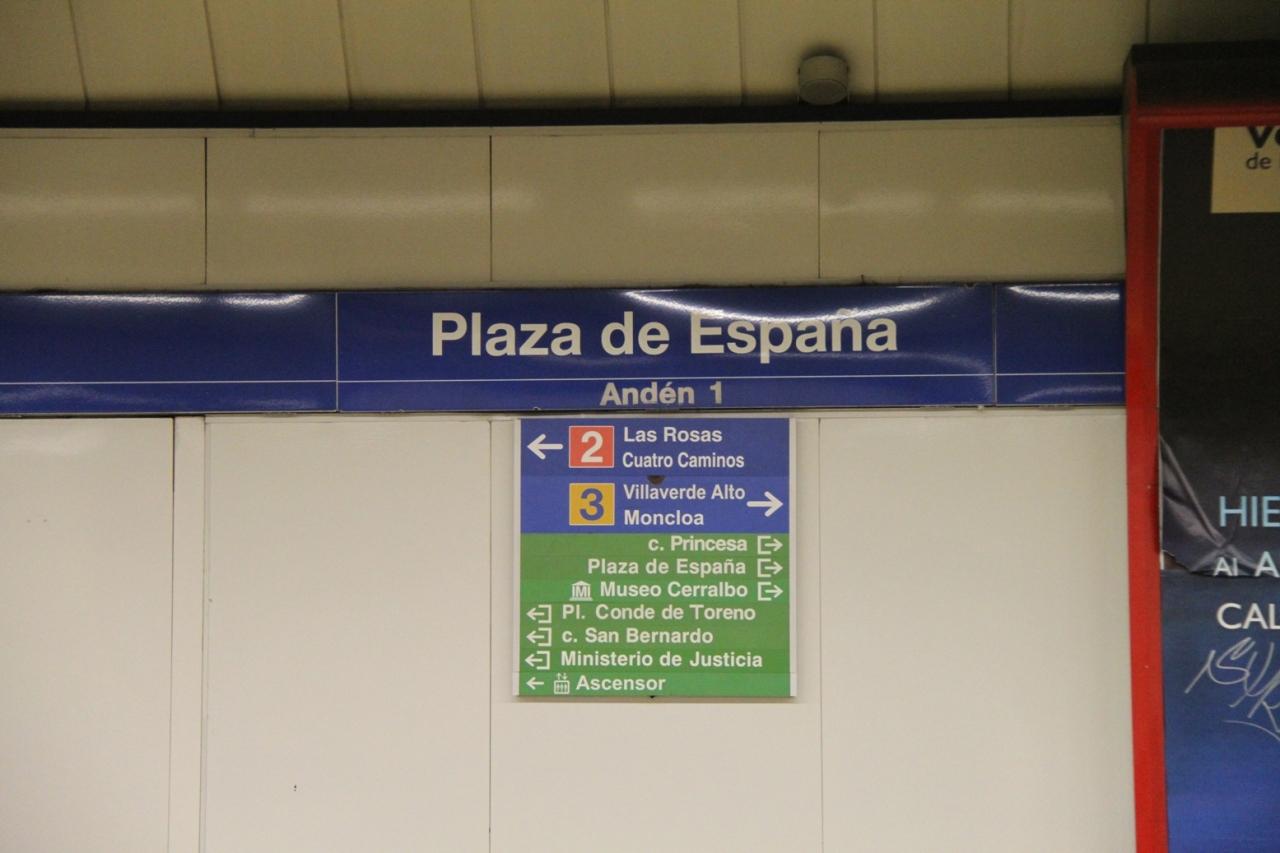 Plaza de España
Andén 1
2 Las Rosas
Cuatro Caminos
3 Villaverde Alto
Moncloa
c. Princesa
Plaza de España
M Museo Cerralbo
Pl. Conde de Toreno
c. San Bernardo
Ministerio de Justicia
Ascensor
de
HIE
AL A
CAL